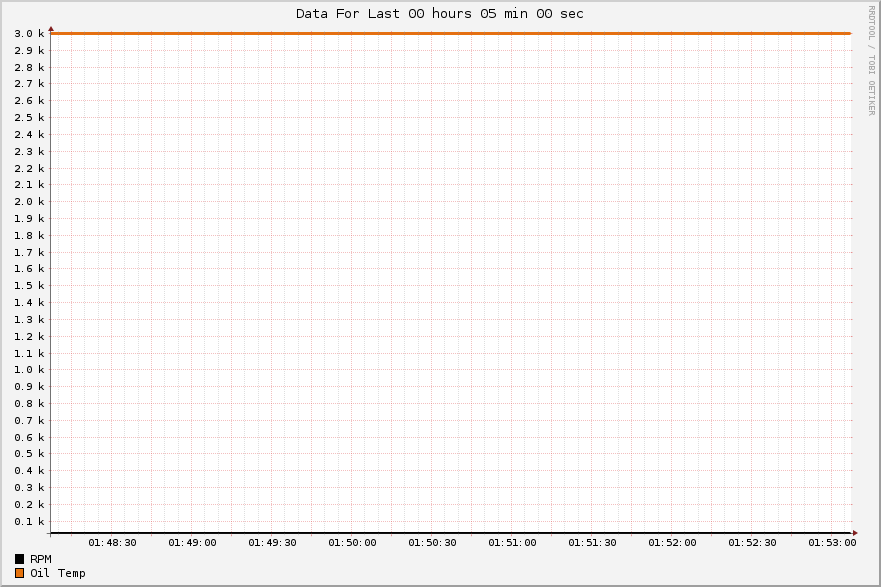 Data For Last 00 hours 05 min 00 sec
RRDTOOL / TOBI OETIKER
3.0 k
2.9 k
2.8 k
2.7 k
2.6 k
2.5 k
2.4 k
2.3 k
2.2 k
2.1 k
2.0 k
1.9 k
1.8 k
1.7 k
1.6 k
1.5 k
1.4 k
1.3 k
1.2 k
1.1 k
1.0 k
0.9 k
0.8 k
0.7 k
0.6 k
0.5 k
0.4 k
0.3 k
0.2 k
0.1 k
01:48:30 01:49:00 01:49:30 01:50:00 01:50:30 01:51:00 01:51:30 01:52:00 01:52:30 01:53:00
RPM
Oil Temp